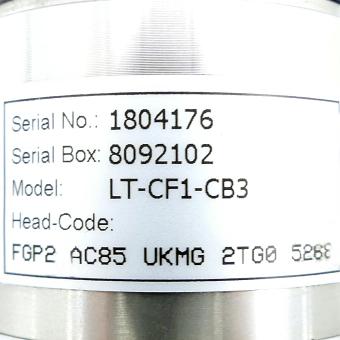 Serial No.: 1804176
Serial Box: 8092102
Model: LT-CF1-CB3
Head-Code:
FGP2 AC85 UKMG 2TG0